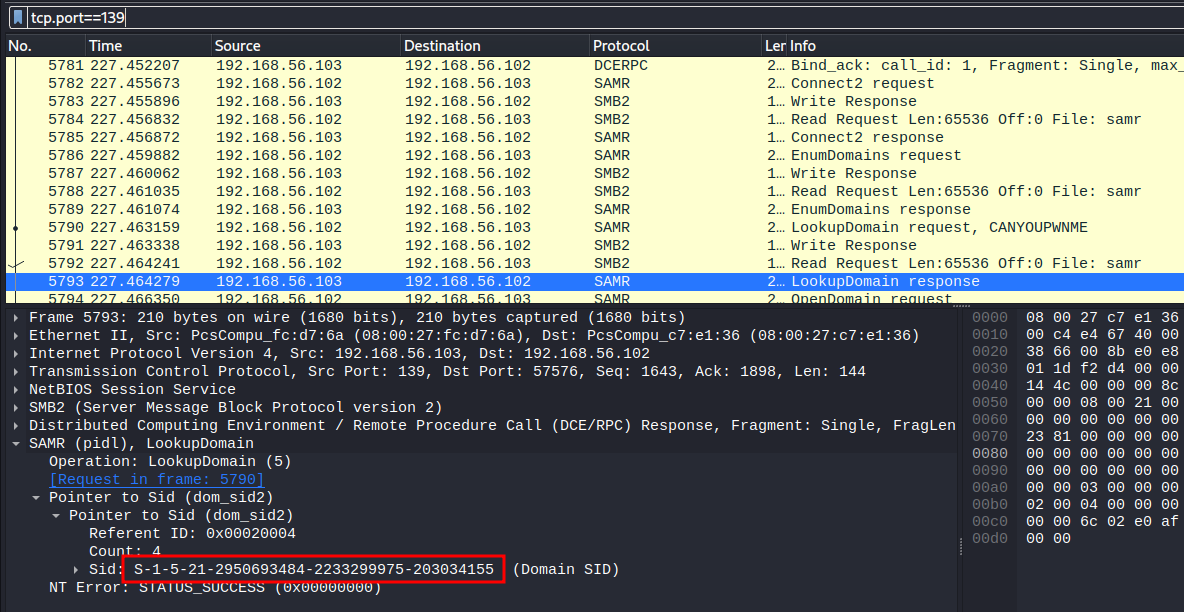 tcp.port==139
No. Time Source Destination Protocol Ler Info
5781 227.452207 192.168.56.103 192.168.56.102 DCERPC 2… Bind_ack: call_id: 1, Fragment: Single, max_
5782 227.455673 192.168.56.102 192.168.56.103 SAMR 2… Connect2 request
5783 227.455896 192.168.56.103 192.168.56.102 SMB2 1… Write Response
5784 227.456832 192.168.56.102 192.168.56.103 SMB2 1… Read Request Len:65536 Off:0 File: samr
5785 227.456872 192.168.56.103 192.168.56.102 SAMR 2… Connect2 response
5786 227.459882 192.168.56.102 192.168.56.103 SAMR 2… EnumDomains request
5787 227.460062 192.168.56.103 192.168.56.102 SMB2 1… Write Response
5788 227.461035 192.168.56.102 192.168.56.103 SMB2 1… Read Request Len:65536 Off:0 File: samr
5789 227.461074 192.168.56.103 192.168.56.102 SAMR 2… EnumDomains response
5790 227.463159 192.168.56.102 192.168.56.103 SAMR 2… LookupDomain request, CANYOUPWNME
5791 227.463338 192.168.56.103 192.168.56.102 SMB2 1… Write Response
5792 227.464241 192.168.56.102 192.168.56.103 SMB2 1… Read Request Len:65536 Off:0 File: samr
5793 227.464279 192.168.56.103 192.168.56.102 SAMR 2… LookupDomain response
5794 227.466350 192.168.56.102 192.168.56.103 SAMR 2… OpenDomain request
Frame 5793: 210 bytes on wire (1680 bits), 210 bytes captured (1680 bits)
Ethernet II, Src: PcsCompu_fc:d7:6a (08:00:27:fc:d7:6a), Dst: PcsCompu_c7:e1:36 (08:00:27:c7:e1:36)
Internet Protocol Version 4, Src: 192.168.56.103, Dst: 192.168.56.102
Transmission Control Protocol, Src Port: 139, Dst Port: 57576, Seq: 1643, Ack: 1898, Len: 144
NetBIOS Session Service
SMB2 (Server Message Block Protocol version 2)
Distributed Computing Environment / Remote Procedure Call (DCE/RPC) Response, Fragment: Single, FragLen
SAMR (pidl), LookupDomain
Operation: LookupDomain (5)
[Request in frame: 5790]
Pointer to Sid (dom_sid2)
Pointer to Sid (dom_sid2)
Referent ID: 0x00020004
Count: 4
Sid: S-1-5-21-2950693484-2233299975-203034155 (Domain SID)
NT Error: STATUS_SUCCESS (0x00000000)
0000 08 00 27 c7 e1 36
0010 00 c4 e4 67 40 00
0020 38 66 00 8b e0 e8
0030 01 1d f2 d4 00 00
0040 14 4c 00 00 00 8c
0050 00 00 08 00 21 00
0060 00 00 00 00 00 00
0070 23 81 00 00 00 00
0080 00 00 00 00 00 00
0090 00 00 00 00 00 00
00a0 00 00 03 00 00 00
00b0 02 00 04 00 00 00
00c0 00 00 6c 02 e0 af
00d0 00 00